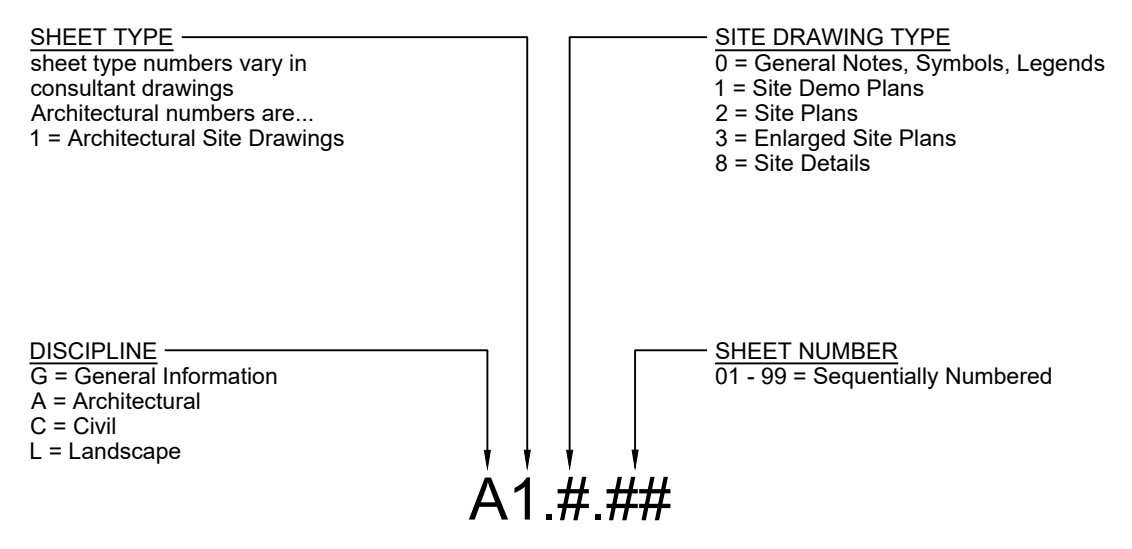 SHEET TYPE
sheet type numbers vary in
consultant drawings
Architectural numbers are...
1 = Architectural Site Drawings
SITE DRAWING TYPE
0 = General Notes, Symbols, Legends
1 = Site Demo Plans
2 = Site Plans
3 = Enlarged Site Plans
8 = Site Details
DISCIPLINE
G = General Information
A = Architectural
C = Civil
L = Landscape
SHEET NUMBER
01 - 99 = Sequentially Numbered
A1.#.##